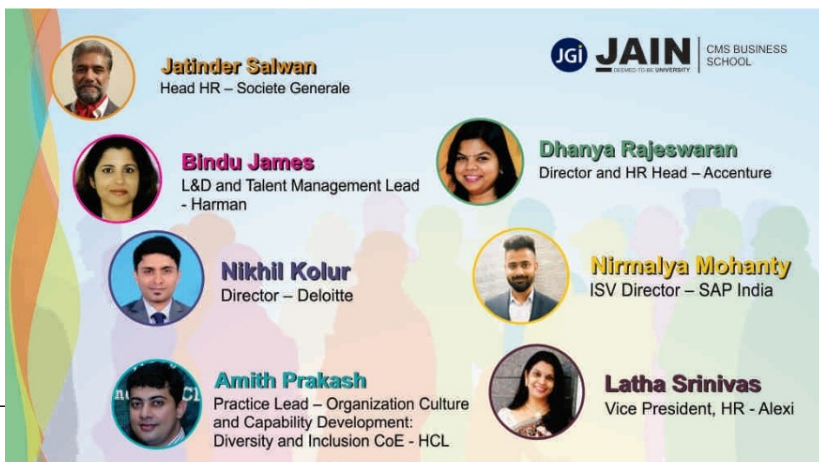 Jatinder Salwan
Head HR – Societe Generale
JGi JAIN
DEEMED-TO-BE UNIVERSITY
CMS BUSINESS
SCHOOL
Bindu James
L&D and Talent Management Lead
- Harman
Dhanya Rajeswaran
Director and HR Head – Accenture
Nikhil Kolur
Director – Deloitte
Nirmalya Mohanty
ISV Director – SAP India
Amith Prakash
Practice Lead – Organization Culture
and Capability Development:
Diversity and Inclusion CoE - HCL
Latha Srinivas
Vice President, HR - Alexi